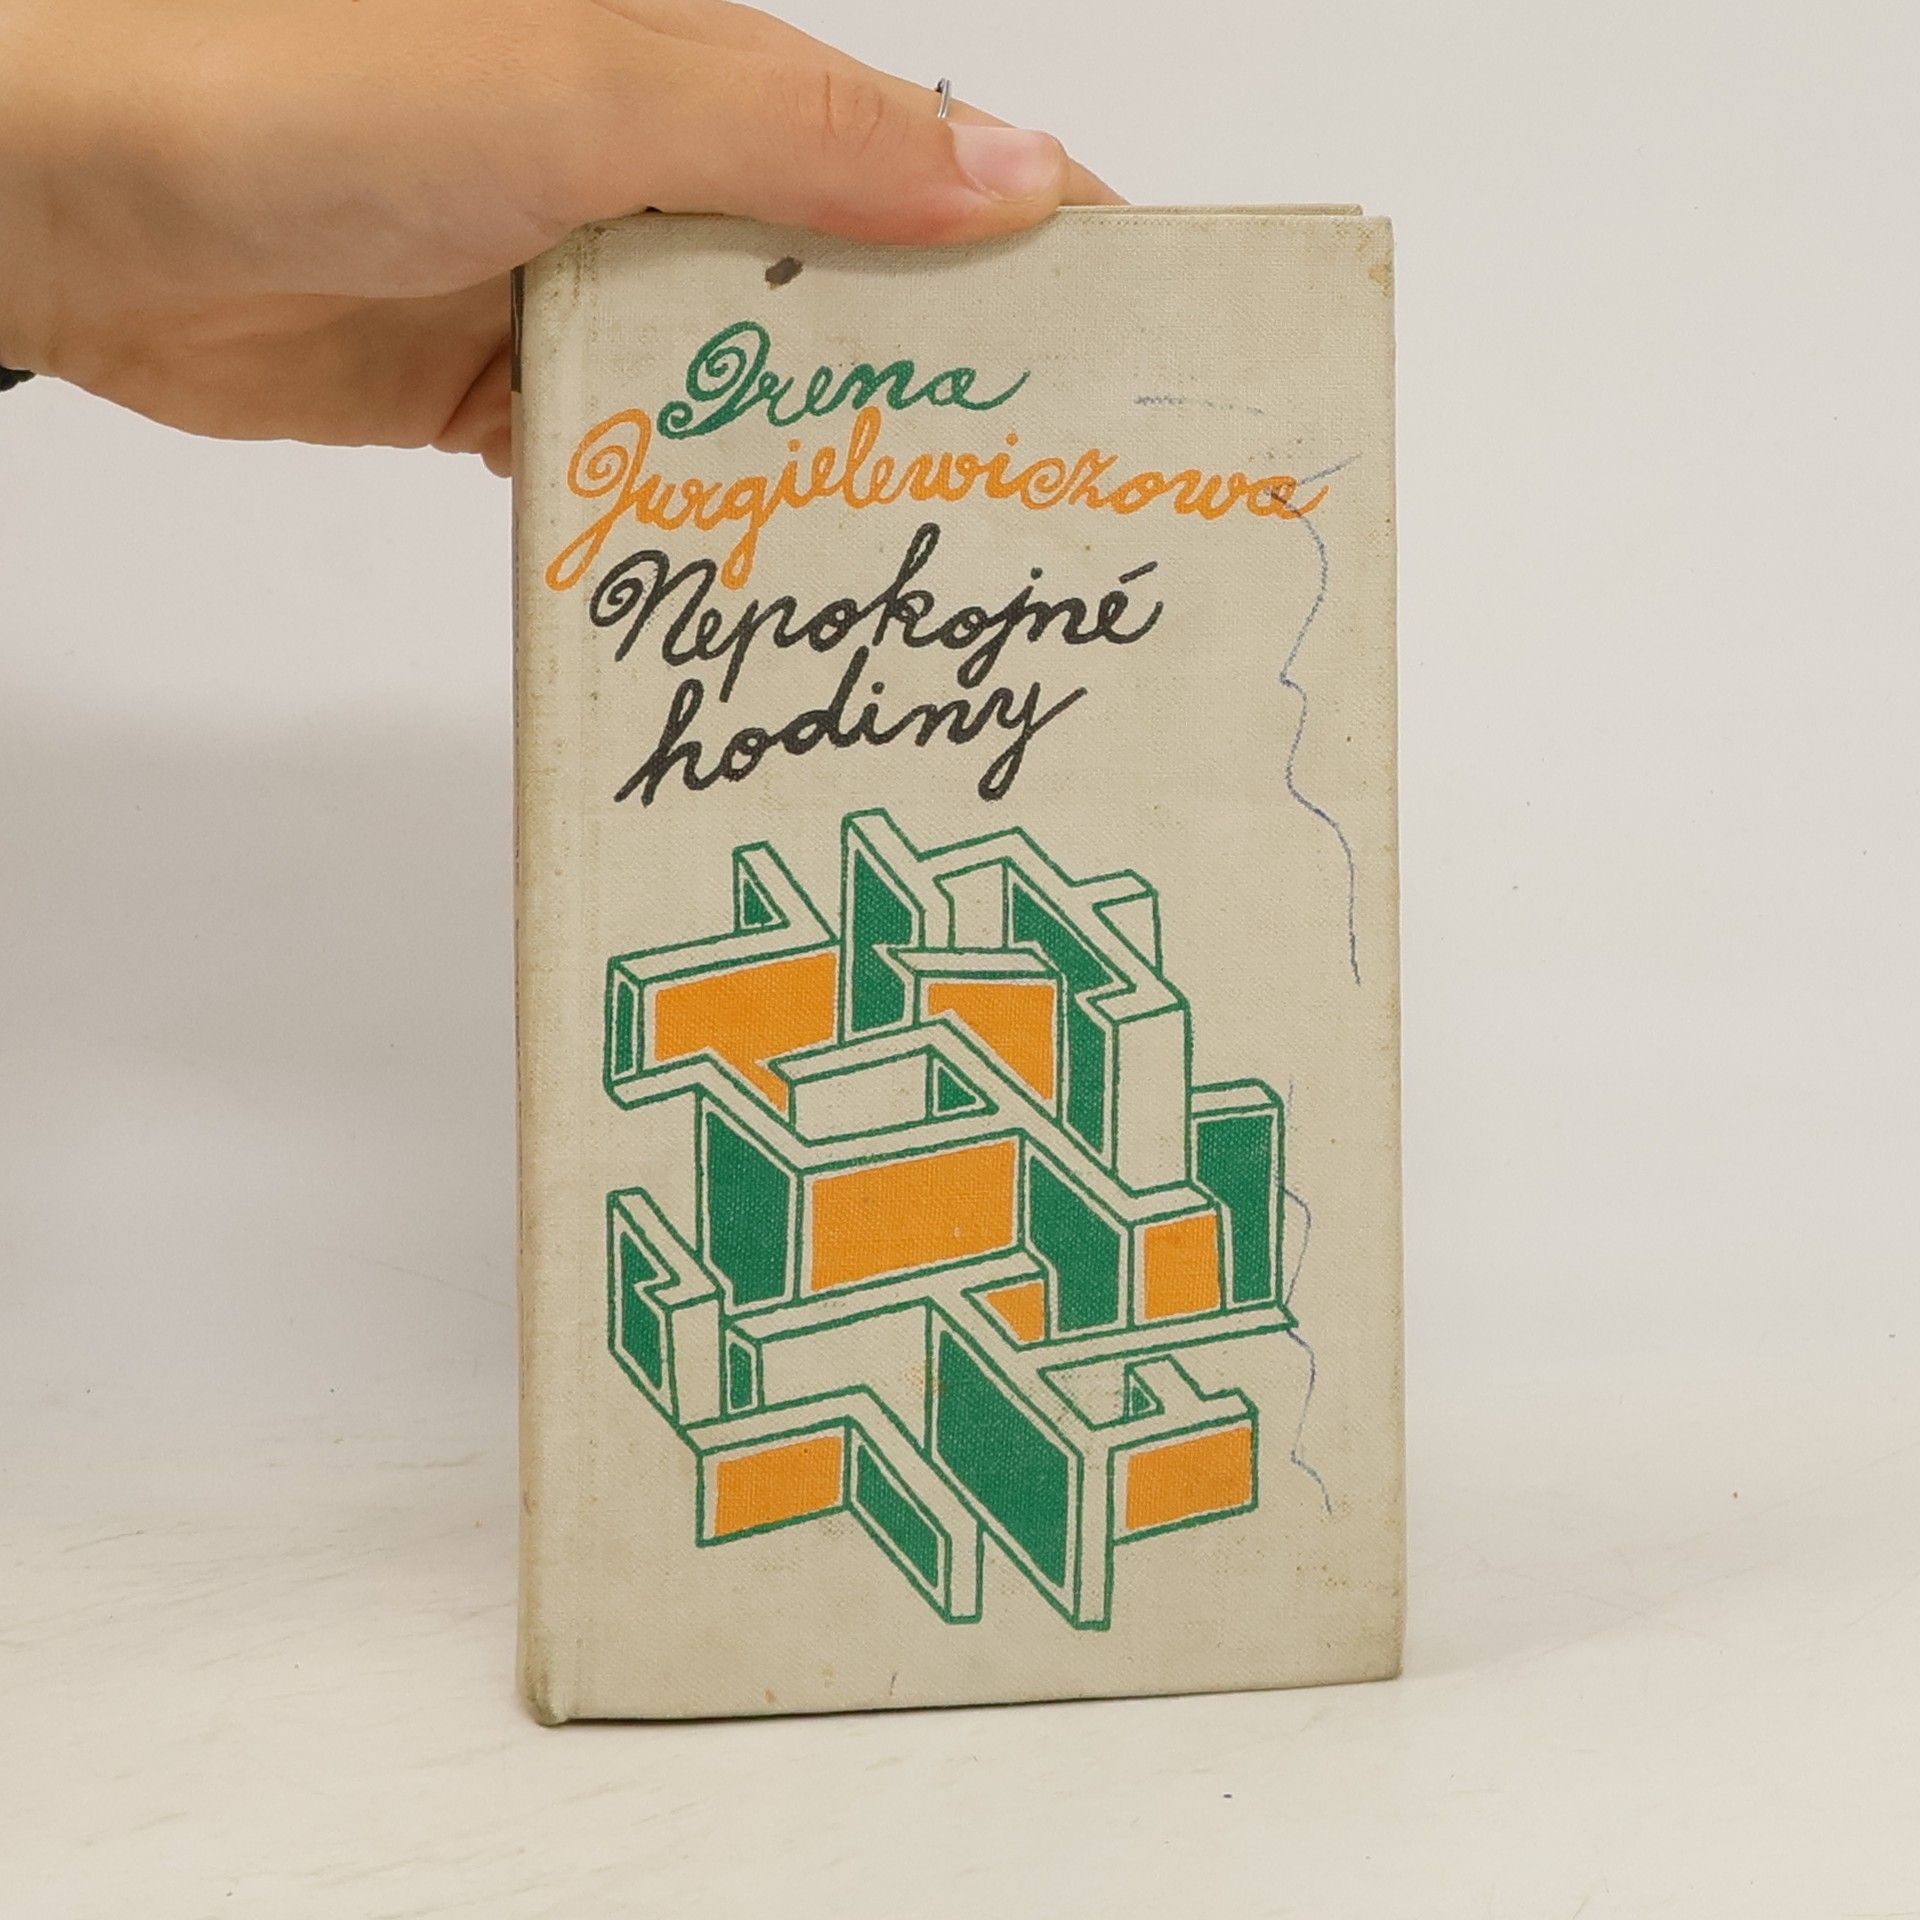 Irena
Jurgielewiczowa
Nepokojné
hodiny